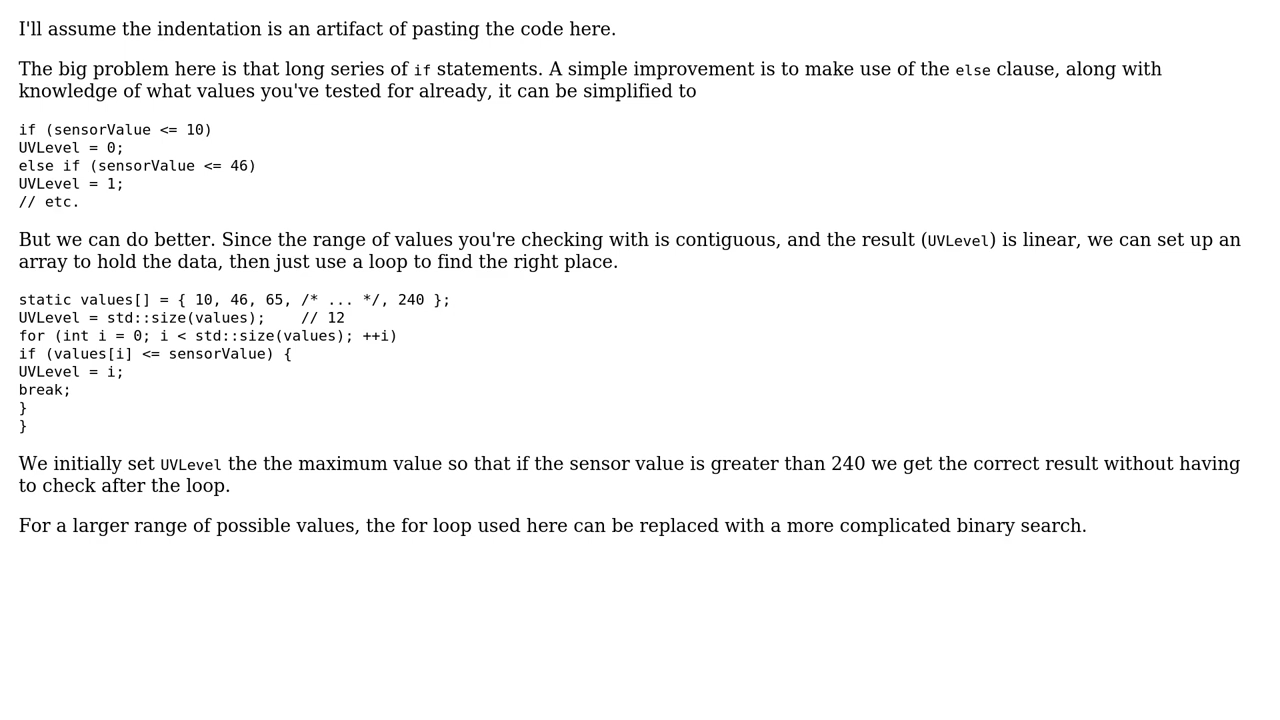 I'll assume the indentation is an artifact of pasting the code here.
The big problem here is that long series of if statements. A simple improvement is to make use of the else clause, along with
knowledge of what values you've tested for already, it can be simplified to
if (sensorValue <= 10)
UVLevel = 0;
else if (sensorValue <= 46)
UVLevel = 1;
// etc.
But we can do better. Since the range of values you're checking with is contiguous, and the result (UVLevel) is linear, we can set up an
array to hold the data, then just use a loop to find the right place.
static values[] = { 10, 46, 65, /* ... */, 240 };
UVLevel = std::size(values);    // 12
for (int i = 0; i < std::size(values); ++i)
if (values[i] <= sensorValue) {
UVLevel = i;
break;
}
}
We initially set UVLevel the the maximum value so that if the sensor value is greater than 240 we get the correct result without having
to check after the loop.
For a larger range of possible values, the for loop used here can be replaced with a more complicated binary search.